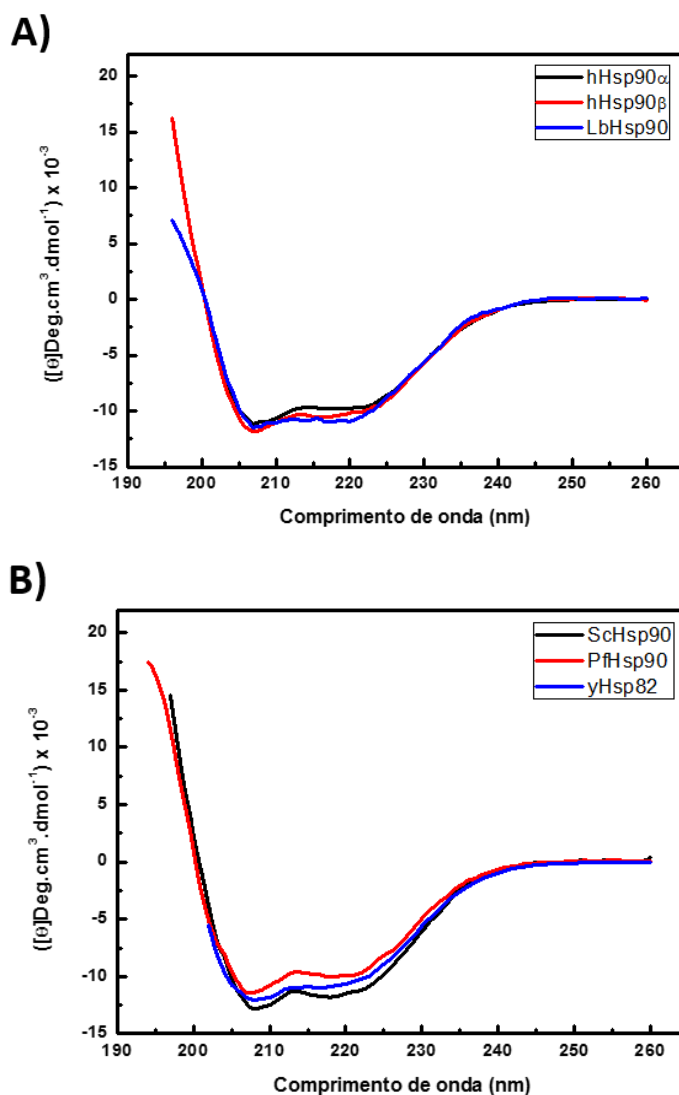 A)
20
15
10
5
0
-5
-10
-15
([θ]Deg.cm³.dmol⁻¹) x 10⁻³
hHsp90α
hHsp90β
LbHsp90
190 200 210 220 230 240 250 260
Comprimento de onda (nm)
B)
20
15
10
5
0
-5
-10
-15
([θ]Deg.cm³.dmol⁻¹) x 10⁻³
ScHsp90
PfHsp90
yHsp82
190 200 210 220 230 240 250 260
Comprimento de onda (nm)